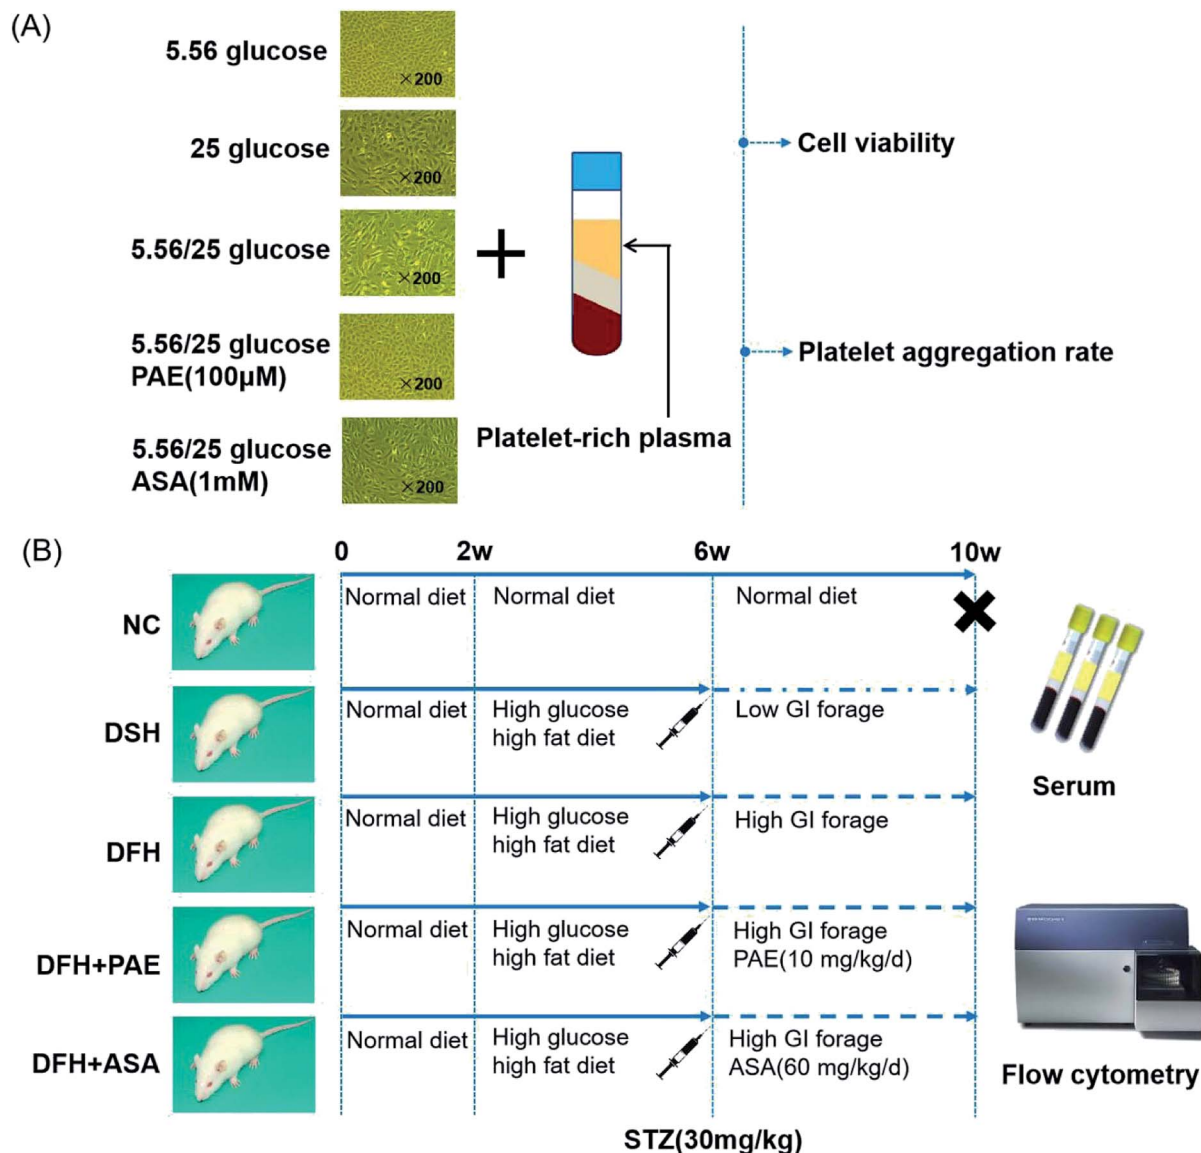 (A)
5.56 glucose
×200
25 glucose
×200
5.56/25 glucose
×200
5.56/25 glucose
PAE(100μM)
×200
5.56/25 glucose
ASA(1mM)
×200
Platelet-rich plasma
Cell viability
Platelet aggregation rate
(B)
0
2w
6w
10w
NC
Normal diet
Normal diet
Normal diet
DSH
Normal diet
High glucose
high fat diet
Low GI forage
DFH
Normal diet
High glucose
high fat diet
High GI forage
DFH+PAE
Normal diet
High glucose
high fat diet
High GI forage
PAE(10 mg/kg/d)
DFH+ASA
Normal diet
High glucose
high fat diet
High GI forage
ASA(60 mg/kg/d)
Serum
Flow cytometry
STZ(30mg/kg)